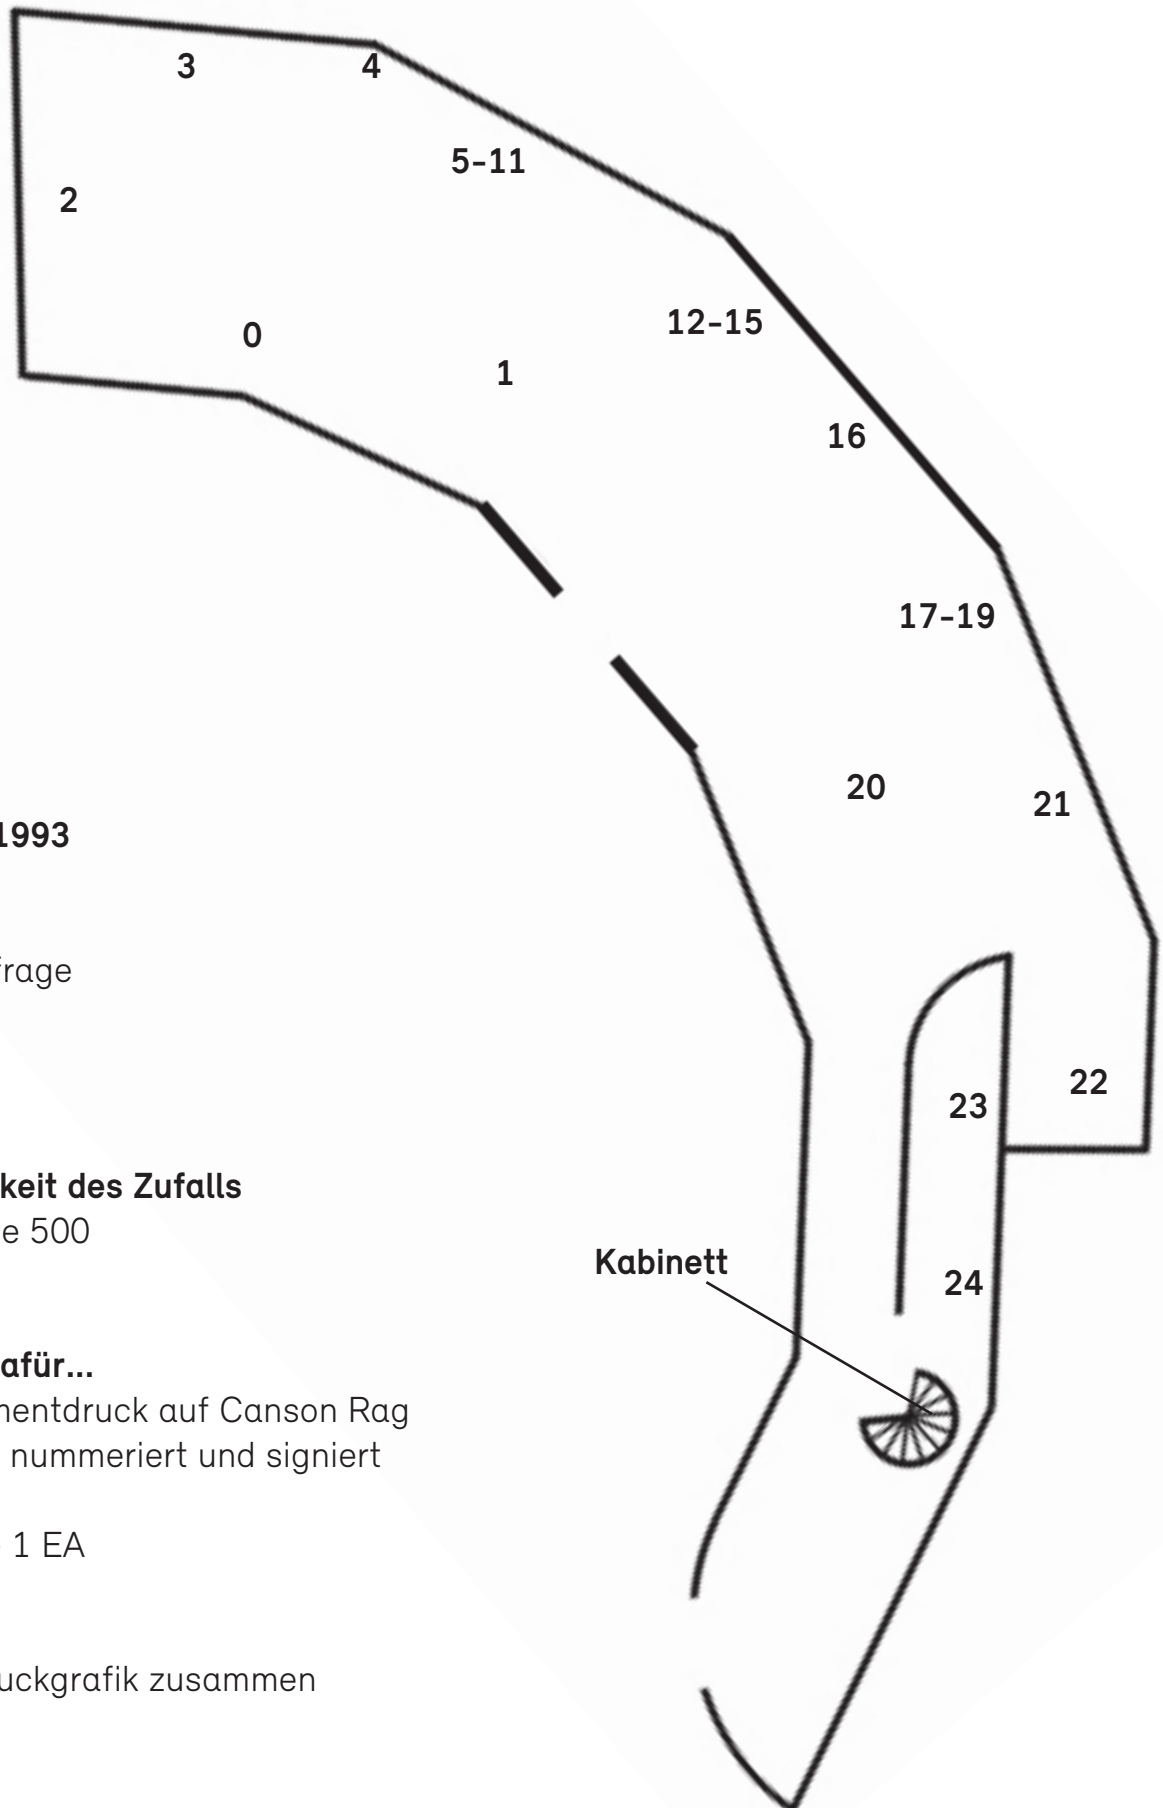 3
4
5-11
2
12-15
0
1
16
17-19
20
21
1993
frage
22
23
keit des Zufalls
e 500
Kabinett
24
afür...
nentdruck auf Canson Rag
nummeriert und signiert
1 EA
uckgrafik zusammen